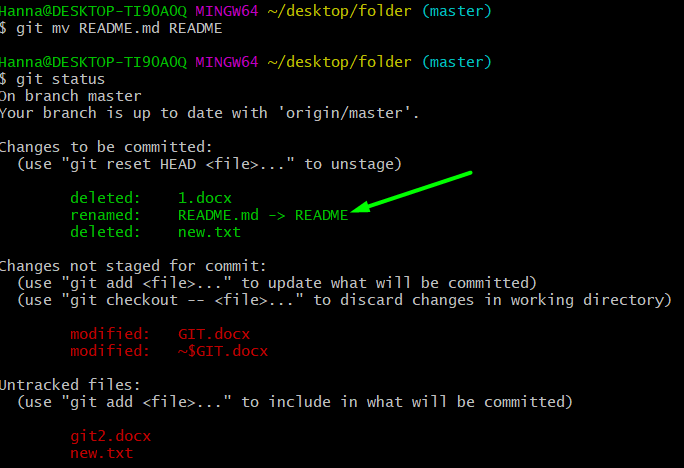 Hanna@DESKTOP-TI9OAOQ MINGW64 ~/desktop/folder (master)
$ git mv README.md README
Hanna@DESKTOP-TI9OAOQ MINGW64 ~/desktop/folder (master)
$ git status
On branch master
Your branch is up to date with 'origin/master'.
Changes to be committed:
(use "git reset HEAD <file>..." to unstage)
deleted: 1.docx
renamed: README.md -> README
deleted: new.txt
Changes not staged for commit:
(use "git add <file>..." to update what will be committed)
(use "git checkout -- <file>..." to discard changes in working directory)
modified: GIT.docx
modified: ~$GIT.docx
Untracked files:
(use "git add <file>..." to include in what will be committed)
git2.docx
new.txt